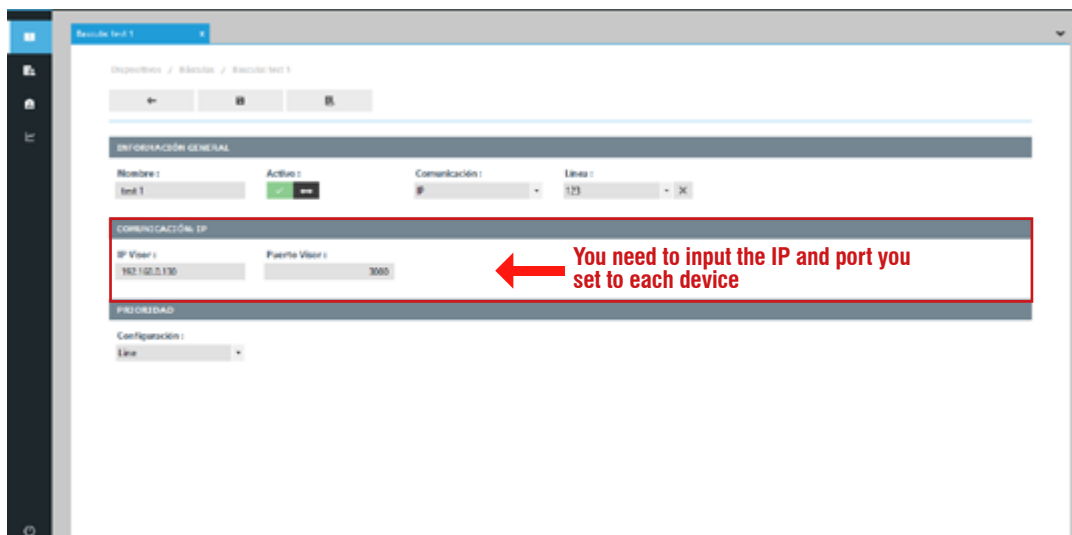 Bascula: test 1 ×
Dispositivos / Básculas / Bascula: test 1
INFORMACIÓN GENERAL
Nombre : Activo : Comunicación : Línea :
test 1 IP 123
COMUNICACIÓN: IP
IP Visor : Puerto Visor :
192.168.0.130 3000
You need to input the IP and port you
set to each device
PRIORIDAD
Configuración :
Line